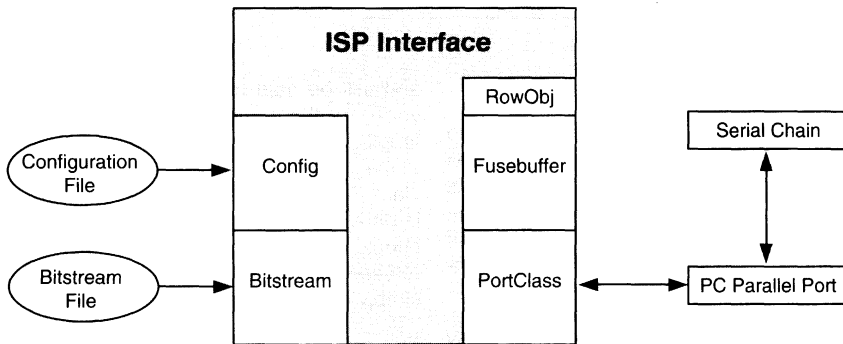 ISP Interface
RowObj
Serial Chain
Configuration
File
Config
Fusebuffer
Bitstream
File
Bitstream
PortClass
PC Parallel Port